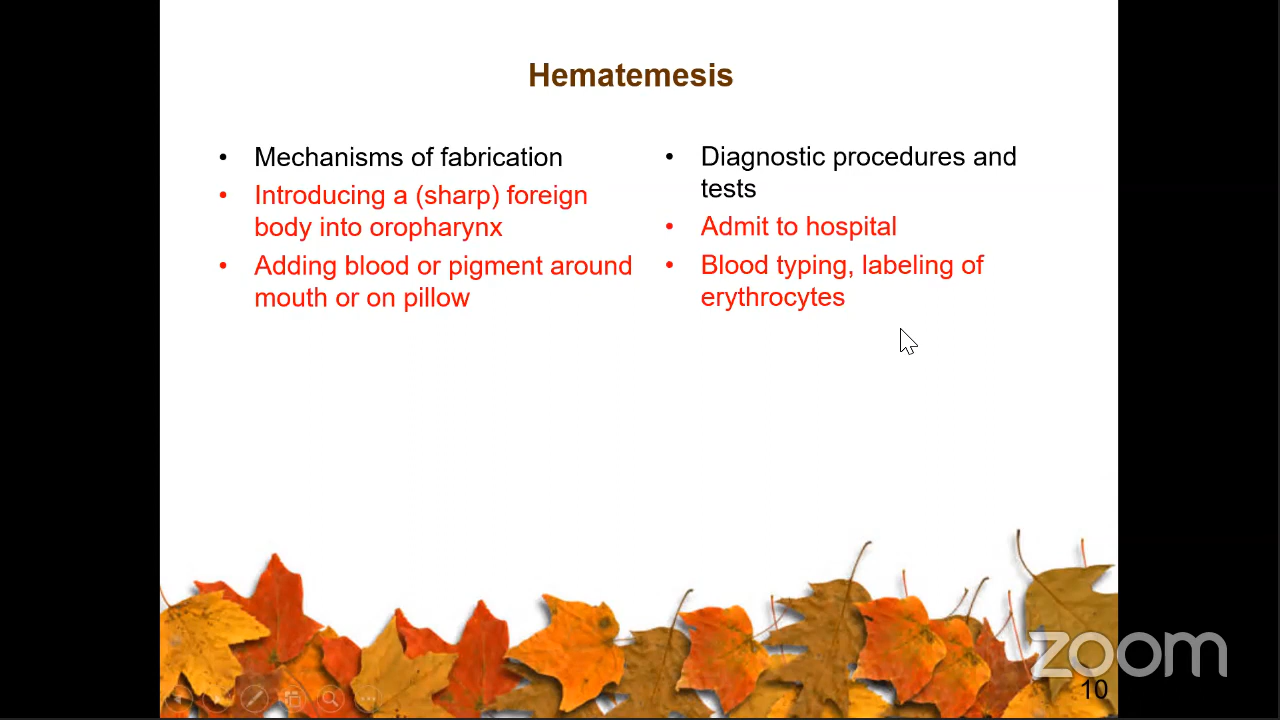 Hematemesis
• Mechanisms of fabrication
• Introducing a (sharp) foreign
body into oropharynx
• Adding blood or pigment around
mouth or on pillow
• Diagnostic procedures and
tests
• Admit to hospital
• Blood typing, labeling of
erythrocytes
zoom
10